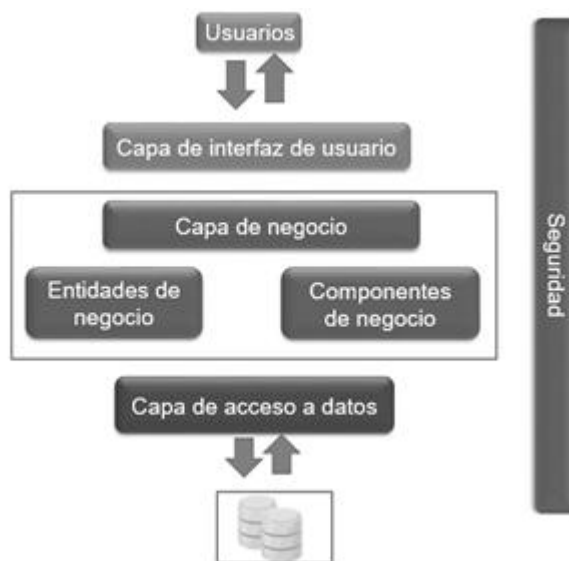 Usuarios
Capa de interfaz de usuario
Capa de negocio
Entidades de
negocio
Componentes
de negocio
Capa de acceso a datos
Seguridad